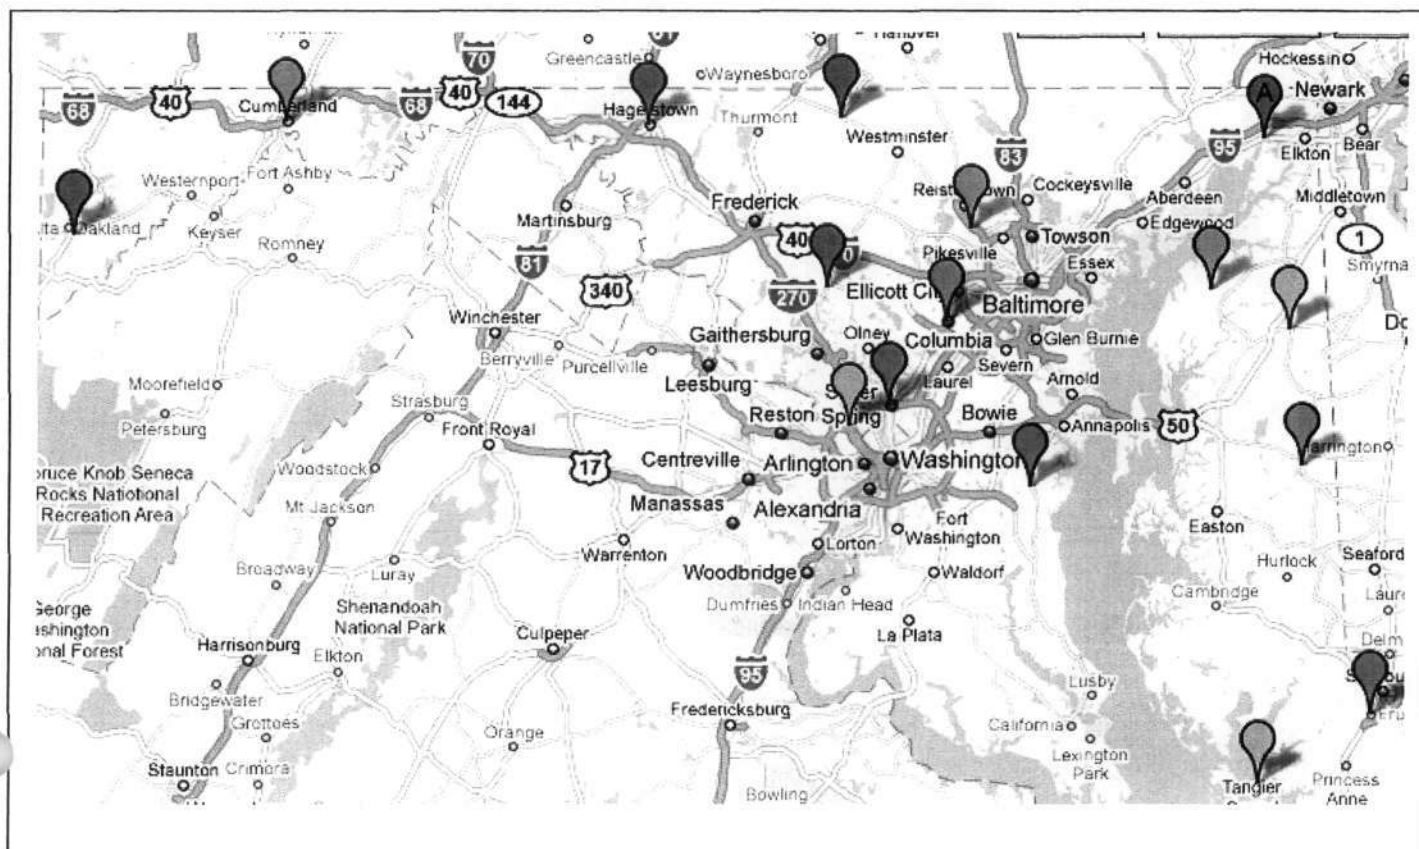 70
81
Greencastle
Hanover
Hockessin
Waynesboro
68
40
Cumberland
68
40
144
Hagerstown
Thurmont
Westminster
83
A
Newark
95
Elkton
Bear
Westernport
Fort Ashby
Cockeysville
Aberdeen
Middletown
Oakland
Keyser
Martinsburg
Frederick
Edgewood
Romney
40
Pikesville
Towson
1
81
Essex
Smyrna
340
270
Ellicott
Baltimore
Winchester
Gaithersburg
Olney
Columbia
Glen Burnie
Berryville
Purcellville
Leesburg
Laurel
Severn
Arnold
Moorefield
Strasburg
Reston
Spring
Bowie
Annapolis
50
Petersburg
Front Royal
Woodstock
17
Centreville
Arlington
Washington
Rocks Natiotional
Recreation Area
Mt Jackson
Manassas
Alexandria
Fort
Washington
Easton
Warrenton
Lorton
Broadway
Luray
Woodbridge
Waldorf
Hurlock
Seaford
Shenandoah
National Park
Dumfries
Indian Head
Cambridge
La Plata
Harrisonburg
Elkton
Culpeper
95
Bridgewater
Lusby
Grottoes
Fredericksburg
California
Orange
Lexington
Park
Staunton
Crimora
Bowling
Tangier
Princess
Anne